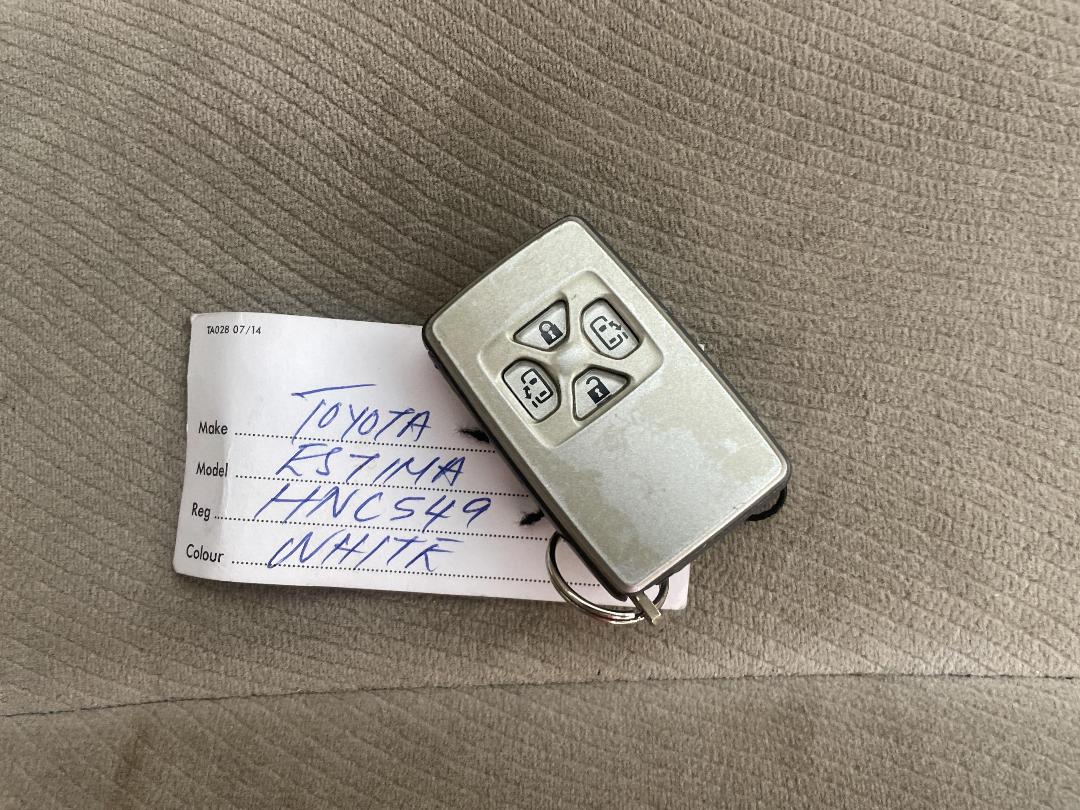 TA028 07/14
Make TOYOTA
Model ESTIMA
Reg HNC549
Colour WHITE